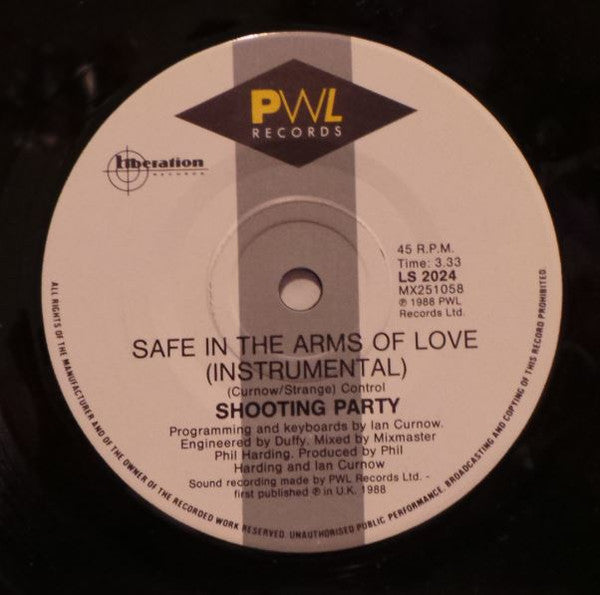 PWL
RECORDS
Liberation
RECORDS
45 R.P.M.
Time: 3.33
LS 2024
MX251058
℗ 1988 PWL
Records Ltd.
SAFE IN THE ARMS OF LOVE
(INSTRUMENTAL)
(Curnow/Strange) Control
SHOOTING PARTY
Programming and keyboards by Ian Curnow.
Engineered by Duffy. Mixed by Mixmaster
Phil Harding. Produced by Phil
Harding and Ian Curnow
Sound recording made by PWL Records Ltd. -
first published ℗ in U.K. 1988
ALL RIGHTS OF THE MANUFACTURER AND OF THE OWNER OF THE RECORDED WORK RESERVED. UNAUTHORISED PUBLIC PERFORMANCE, BROADCASTING AND COPYING OF THIS RECORD PROHIBITED.